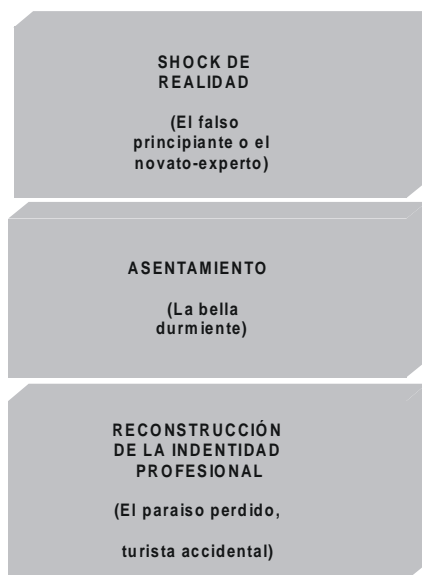 SHOCK DE
REALIDAD
(El falso
principiante o el
novato-experto)
ASENTAMIENTO
(La bella
durmiente)
RECONSTRUCCIÓN
DE LA INDENTIDAD
PROFESIONAL
(El paraiso perdido,
turista accidental)